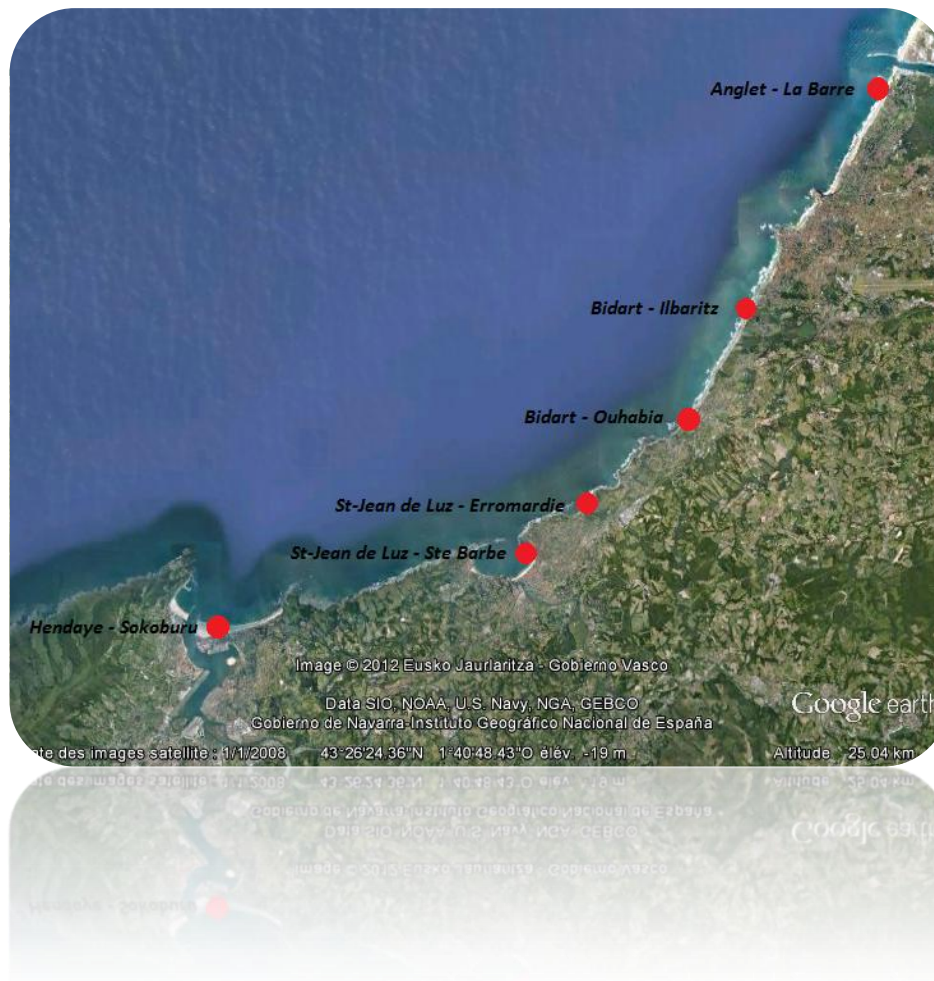 Anglet - La Barre
Bidart - Ilbaritz
Bidart - Ouhabia
St-Jean de Luz - Erromardie
St-Jean de Luz - Ste Barbe
Hendaye - Sokoburu
Image © 2012 Eusko Jaurlaritza - Gobierno Vasco
Data SIO, NOAA, U.S. Navy, NGA, GEBCO
Gobierno de Navarra-Instituto Geográfico Nacional de España
Google earth
des images satellite : 1/1/2008 43°26'24.36"N 1°40'48.43"O élév. -19 m Altitude 25.04 km